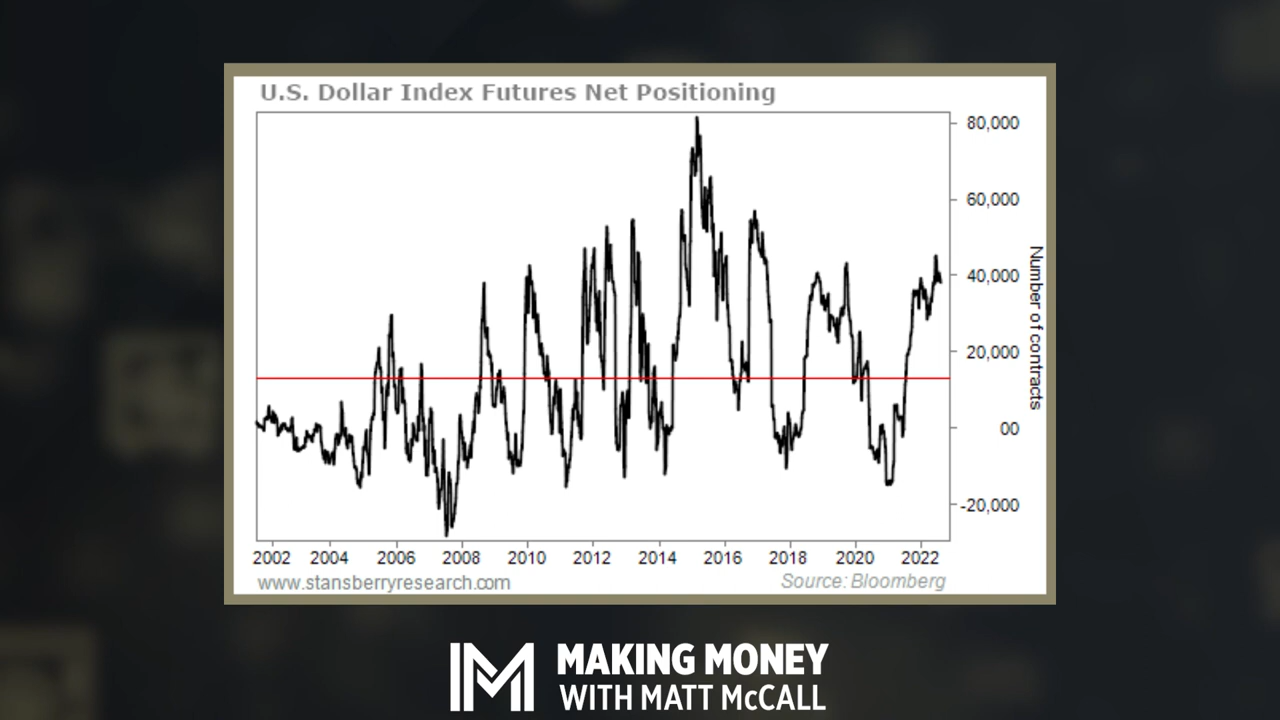 U.S. Dollar Index Futures Net Positioning
80,000
60,000
40,000
20,000
00
-20,000
Number of contracts
2002 2004 2006 2008 2010 2012 2014 2016 2018 2020 2022
www.stansberryresearch.com
Source: Bloomberg
MAKING MONEY
WITH MATT McCALL